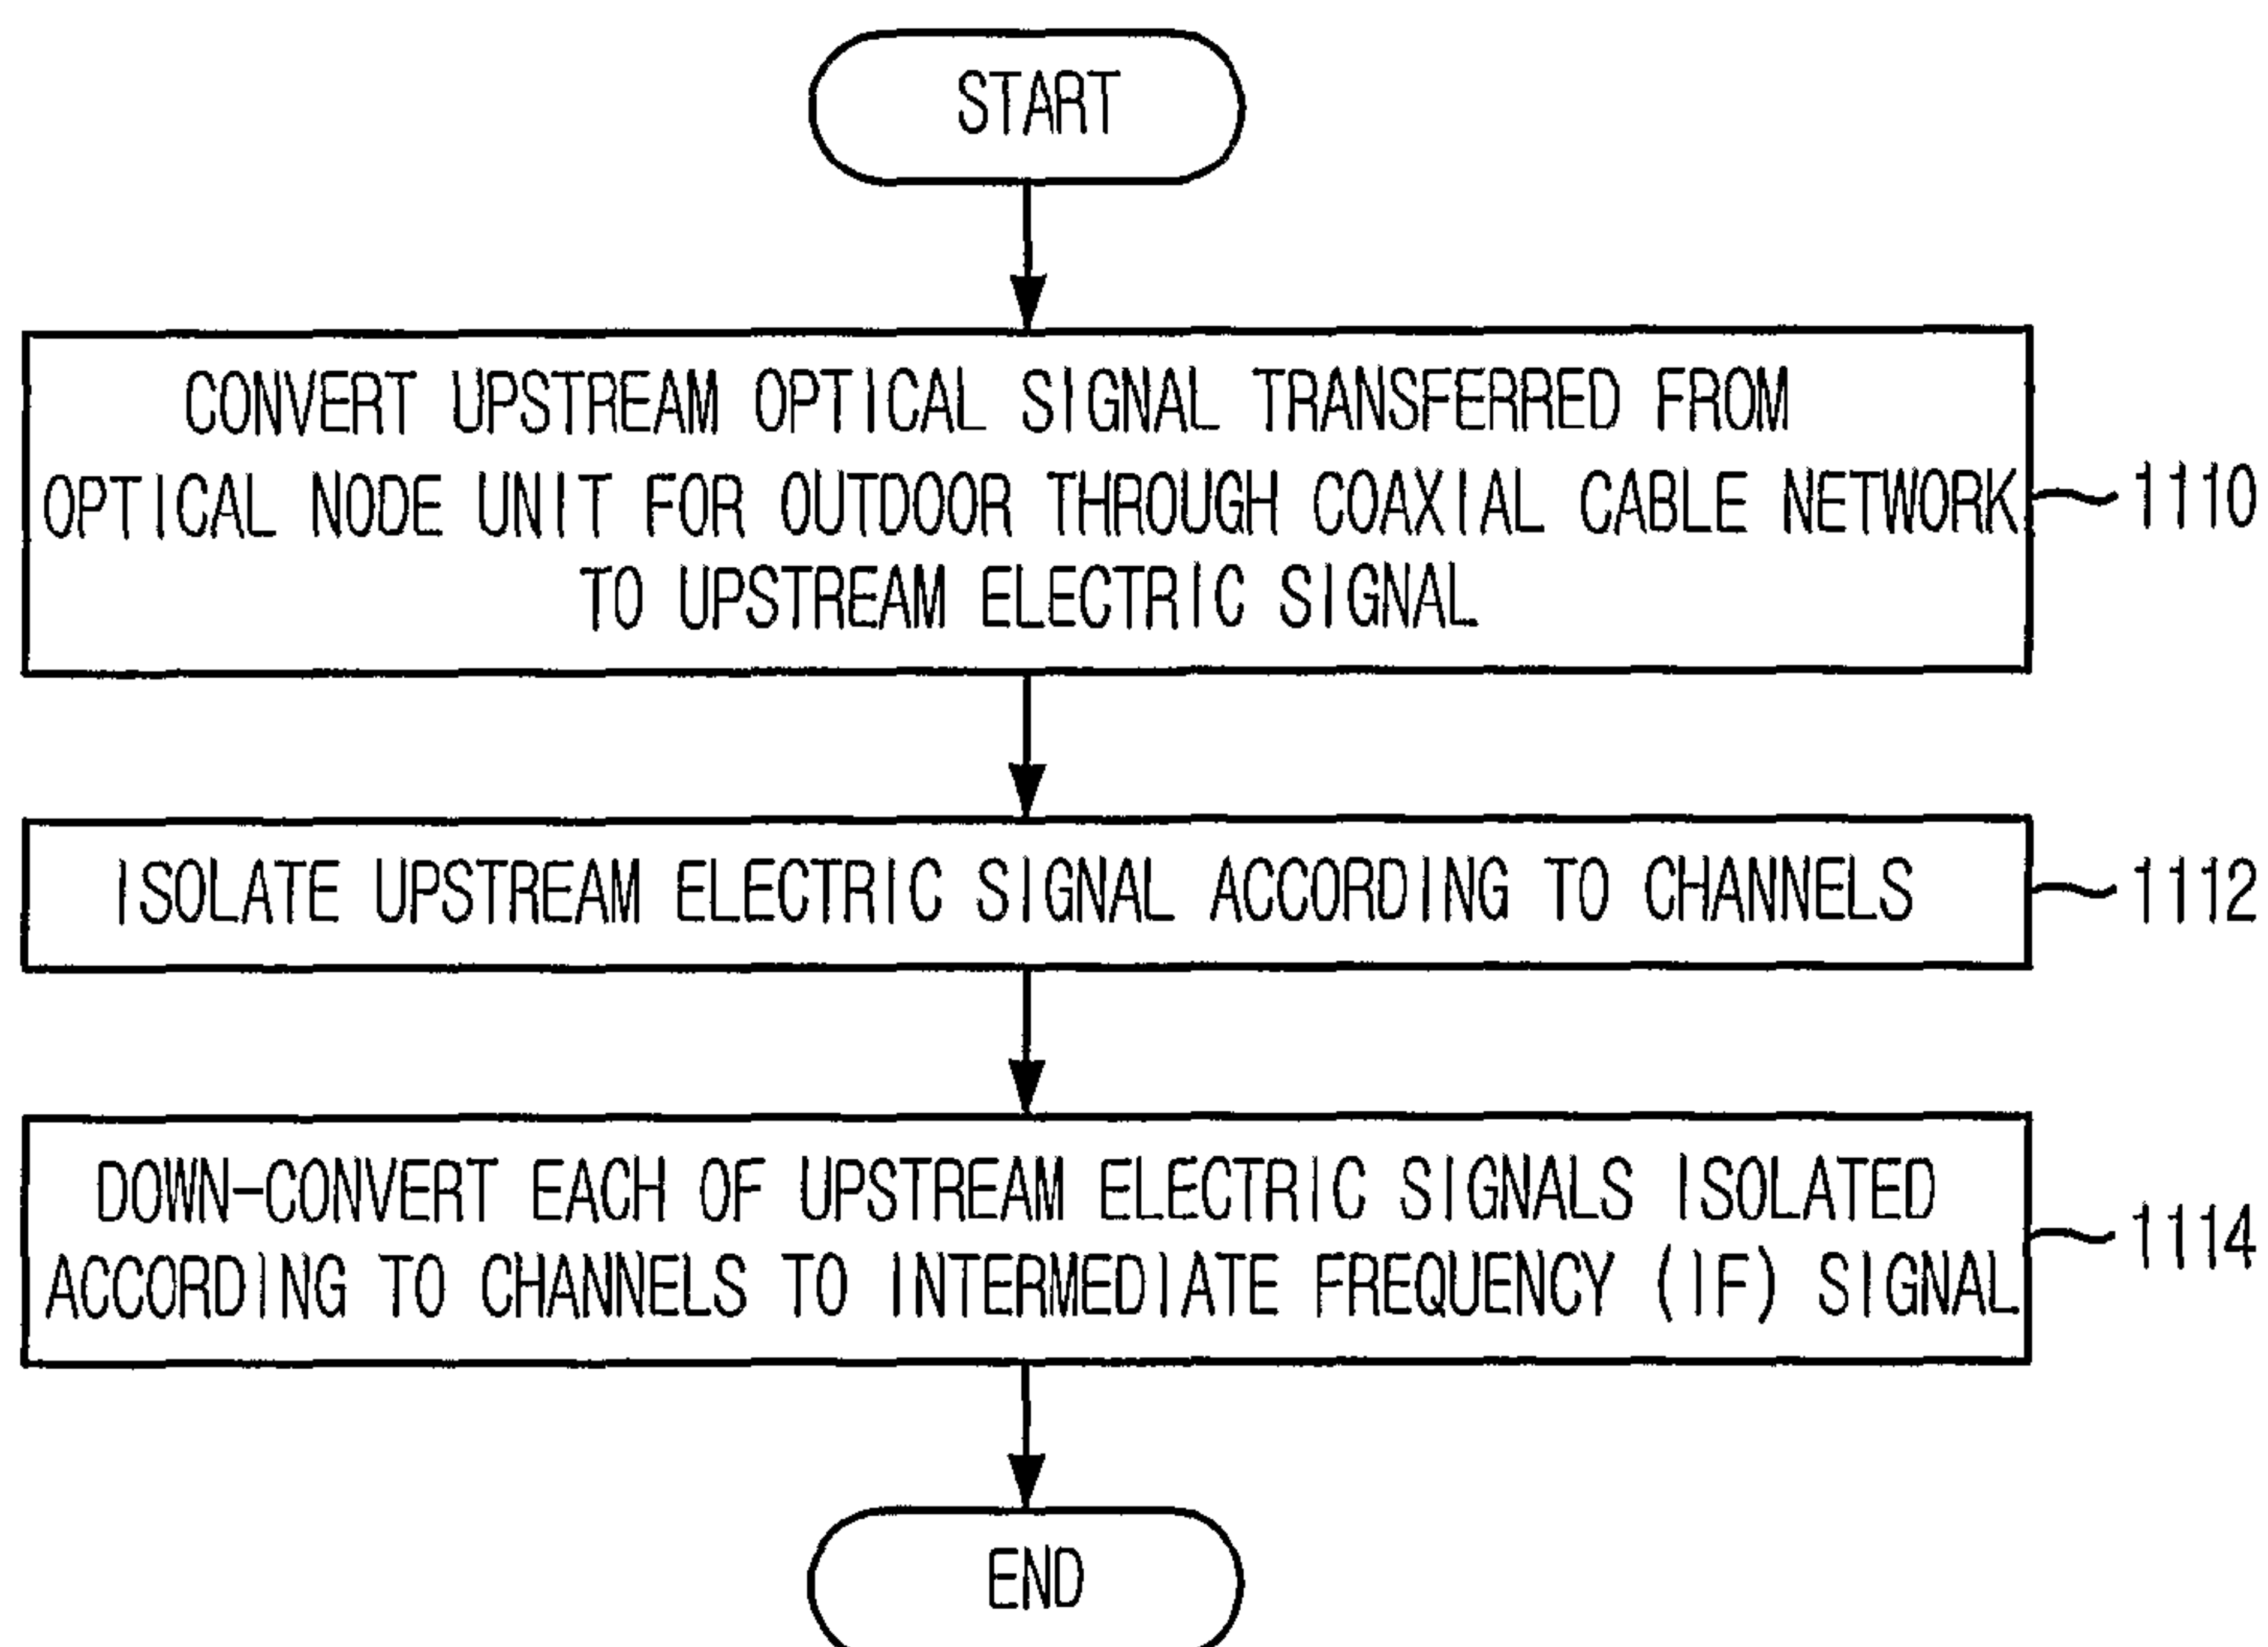 START
CONVERT UPSTREAM OPTICAL SIGNAL TRANSFERRED FROM
OPTICAL NODE UNIT FOR OUTDOOR THROUGH COAXIAL CABLE NETWORK
TO UPSTREAM ELECTRIC SIGNAL
1110
ISOLATE UPSTREAM ELECTRIC SIGNAL ACCORDING TO CHANNELS
1112
DOWN-CONVERT EACH OF UPSTREAM ELECTRIC SIGNALS ISOLATED
ACCORDING TO CHANNELS TO INTERMEDIATE FREQUENCY (IF) SIGNAL
1114
END